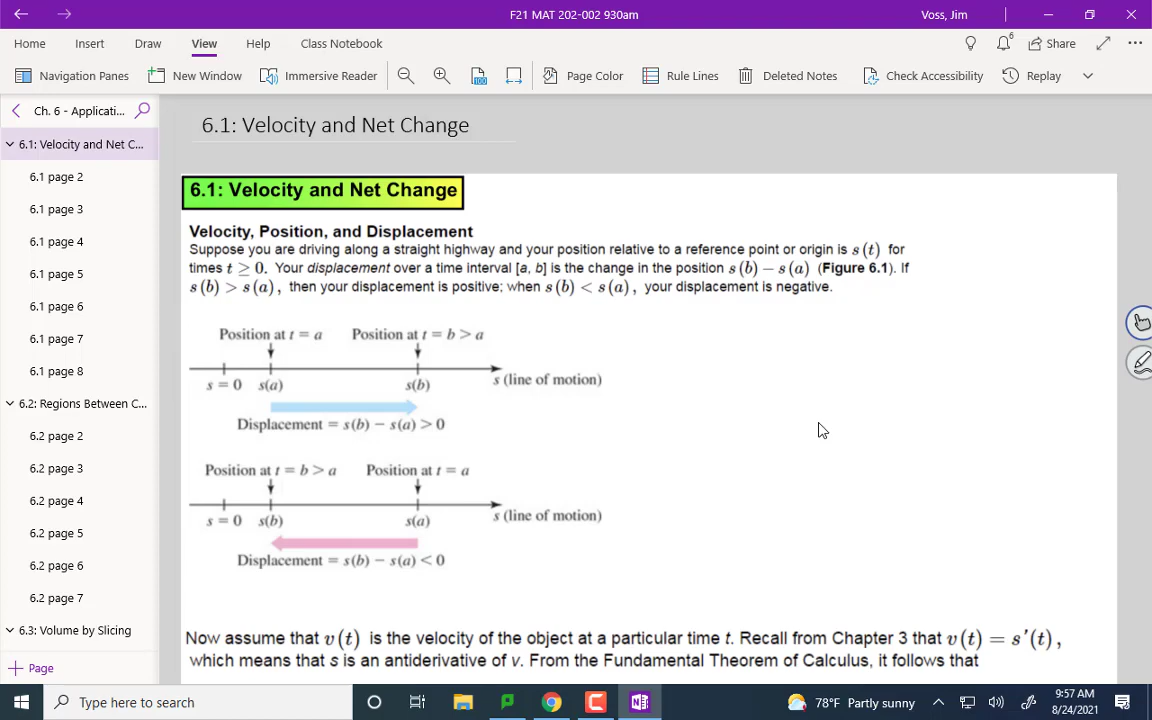 F21 MAT 202-002 930am
Voss, Jim
Home Insert Draw View Help Class Notebook
6
Share
Navigation Panes New Window Immersive Reader Page Color Rule Lines Deleted Notes Check Accessibility Replay
Ch. 6 - Applicati...
6.1: Velocity and Net C...
6.1 page 2
6.1 page 3
6.1 page 4
6.1 page 5
6.1 page 6
6.1 page 7
6.1 page 8
6.2: Regions Between C...
6.2 page 2
6.2 page 3
6.2 page 4
6.2 page 5
6.2 page 6
6.2 page 7
6.3: Volume by Slicing
Page
6.1: Velocity and Net Change
6.1: Velocity and Net Change
Velocity, Position, and Displacement
Suppose you are driving along a straight highway and your position relative to a reference point or origin is s(t) for
times t ≥ 0. Your displacement over a time interval [a, b] is the change in the position s(b) − s(a) (Figure 6.1). If
s(b) > s(a), then your displacement is positive; when s(b) < s(a), your displacement is negative.
Position at t = a Position at t = b > a
s = 0 s(a) s(b) s (line of motion)
Displacement = s(b) − s(a) > 0
Position at t = b > a Position at t = a
s = 0 s(b) s(a) s (line of motion)
Displacement = s(b) − s(a) < 0
Now assume that v(t) is the velocity of the object at a particular time t. Recall from Chapter 3 that v(t) = s′(t),
which means that s is an antiderivative of v. From the Fundamental Theorem of Calculus, it follows that
Type here to search
78°F Partly sunny
9:57 AM
8/24/2021